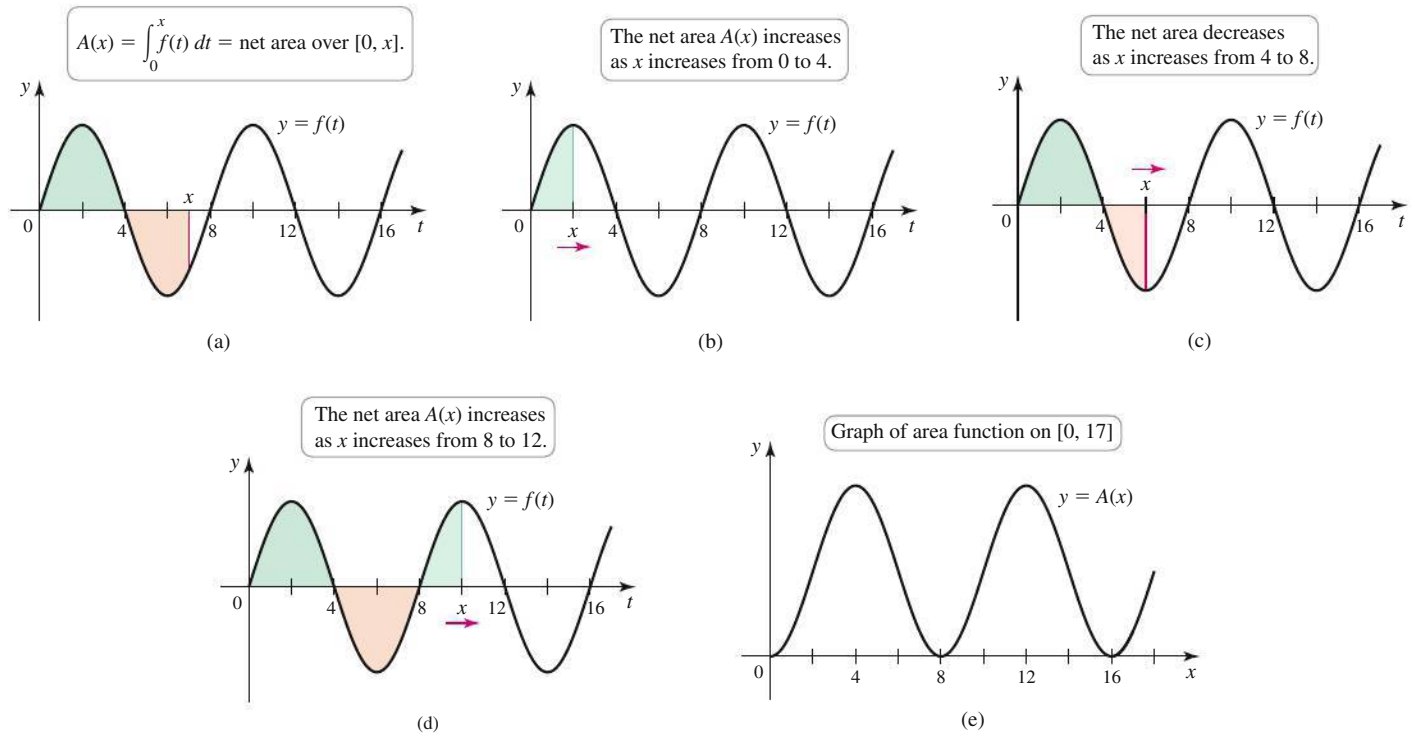 A(x) = ∫₀ˣ f(t) dt = net area over [0, x].
y
y = f(t)
x
0 4 8 12 16 t
(a)
The net area A(x) increases
as x increases from 0 to 4.
y
y = f(t)
0 x 4 8 12 16 t
(b)
The net area decreases
as x increases from 4 to 8.
y
y = f(t)
x
0 4 8 12 16 t
(c)
The net area A(x) increases
as x increases from 8 to 12.
y
y = f(t)
0 4 8 x 12 16 t
(d)
Graph of area function on [0, 17]
y
y = A(x)
0 4 8 12 16 x
(e)